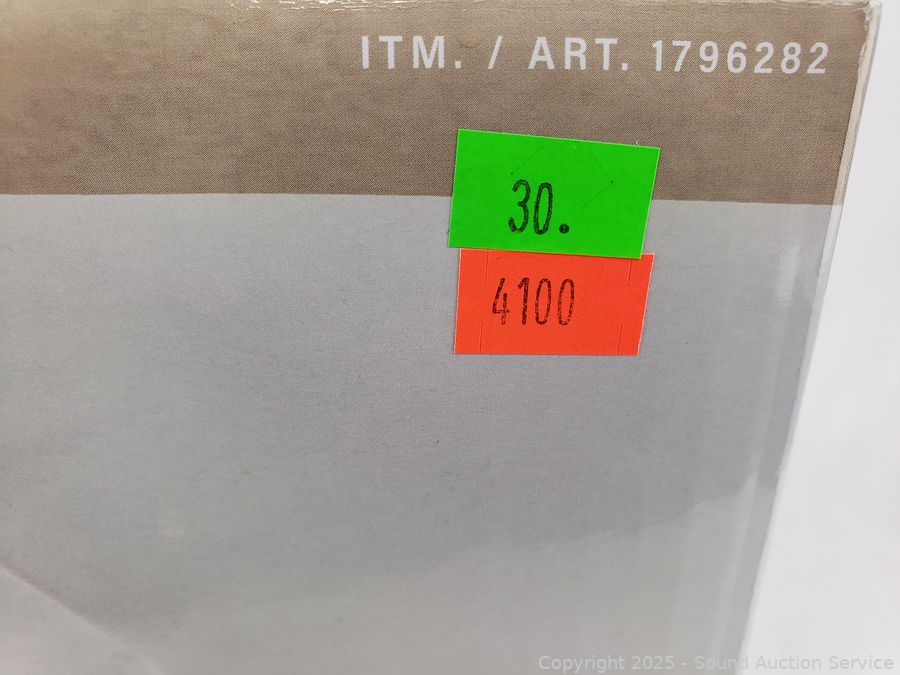 ITM. / ART. 1796282
30.
4100
Copyright 2025 - Sound Auction Service